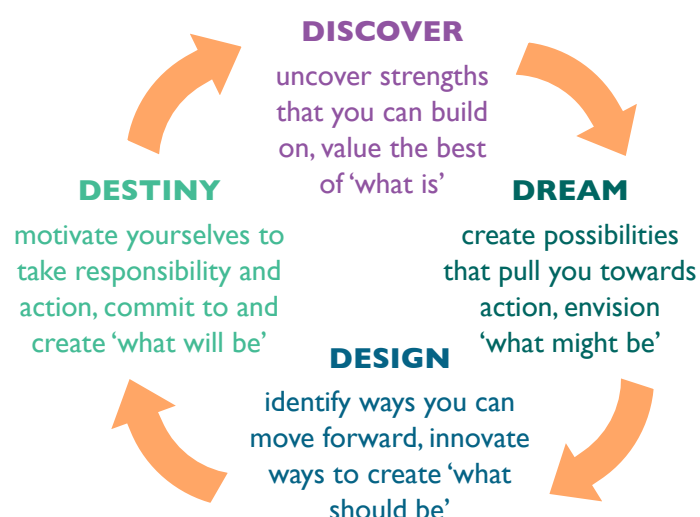 DISCOVER
uncover strengths
that you can build
on, value the best
of ‘what is’
DREAM
create possibilities
that pull you towards
action, envision
‘what might be’
DESIGN
identify ways you can
move forward, innovate
ways to create ‘what
should be’
DESTINY
motivate yourselves to
take responsibility and
action, commit to and
create ‘what will be’